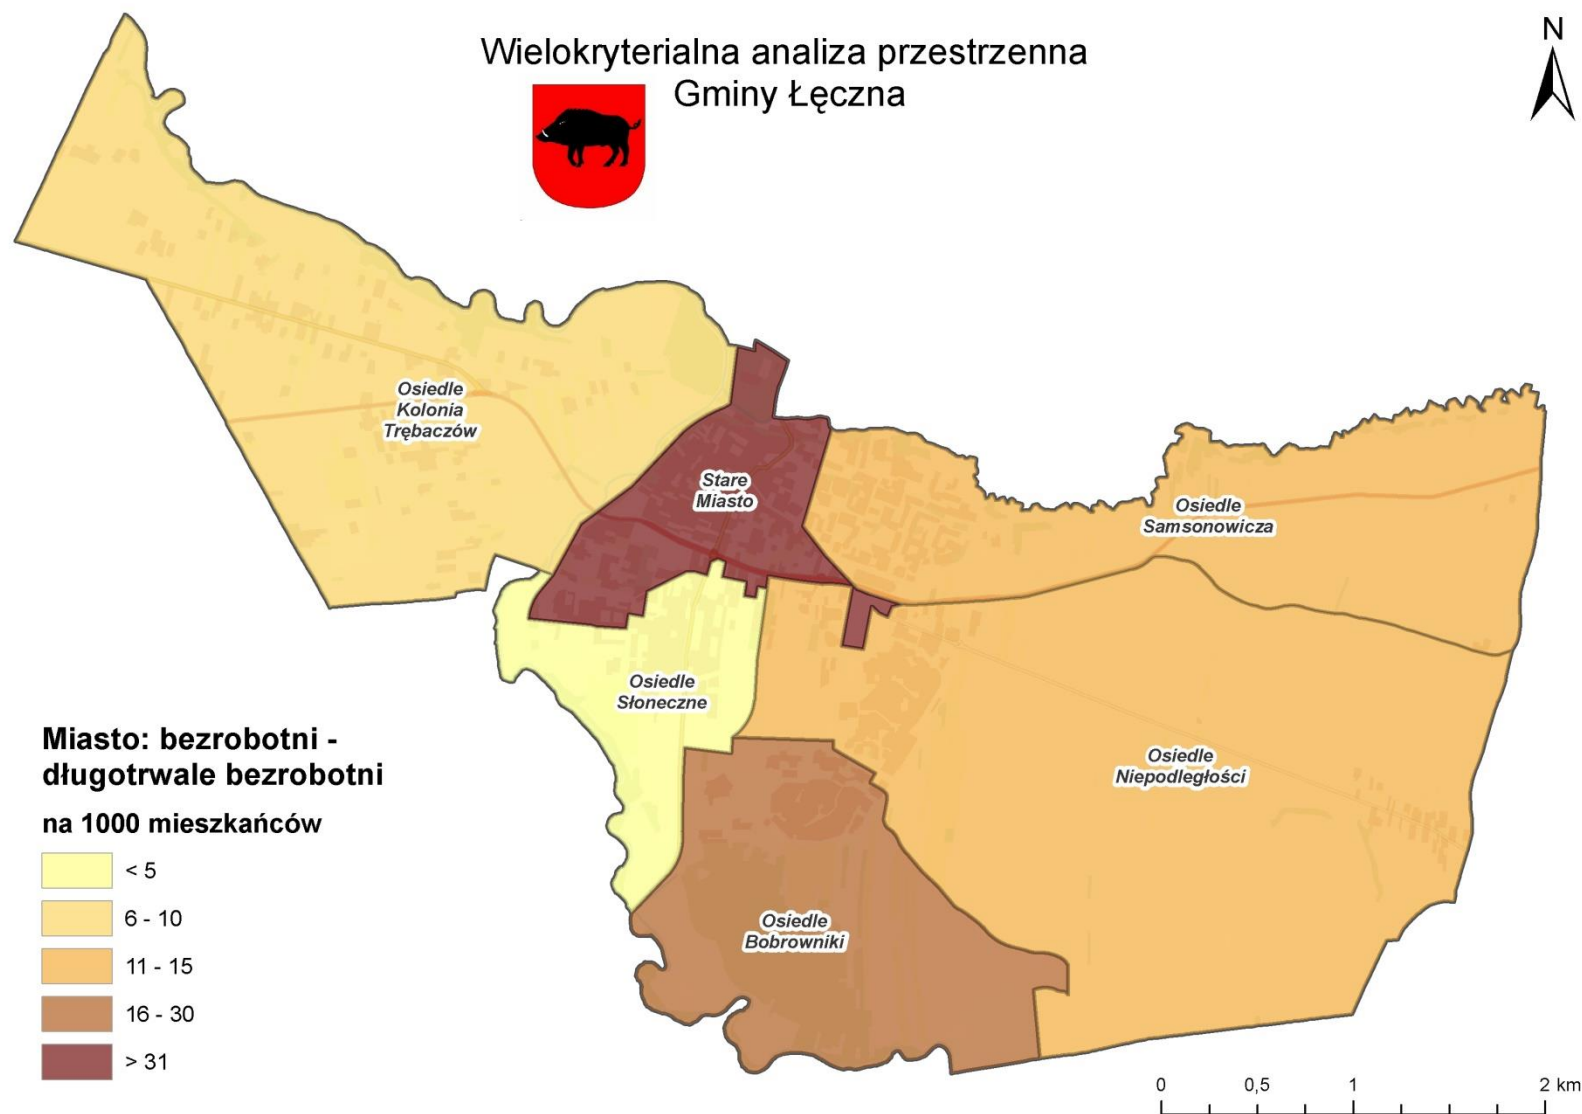 Wielokryterialna analiza przestrzenna
Gminy Łęczna
N
Osiedle
Kolonia
Trębaczów
Stare
Miasto
Osiedle
Samsonowicza
Osiedle
Słoneczne
Osiedle
Niepodległości
Osiedle
Bobrowniki
Miasto: bezrobotni -
długotrwale bezrobotni
na 1000 mieszkańców
< 5
6 - 10
11 - 15
16 - 30
> 31
0 0,5 1 2 km